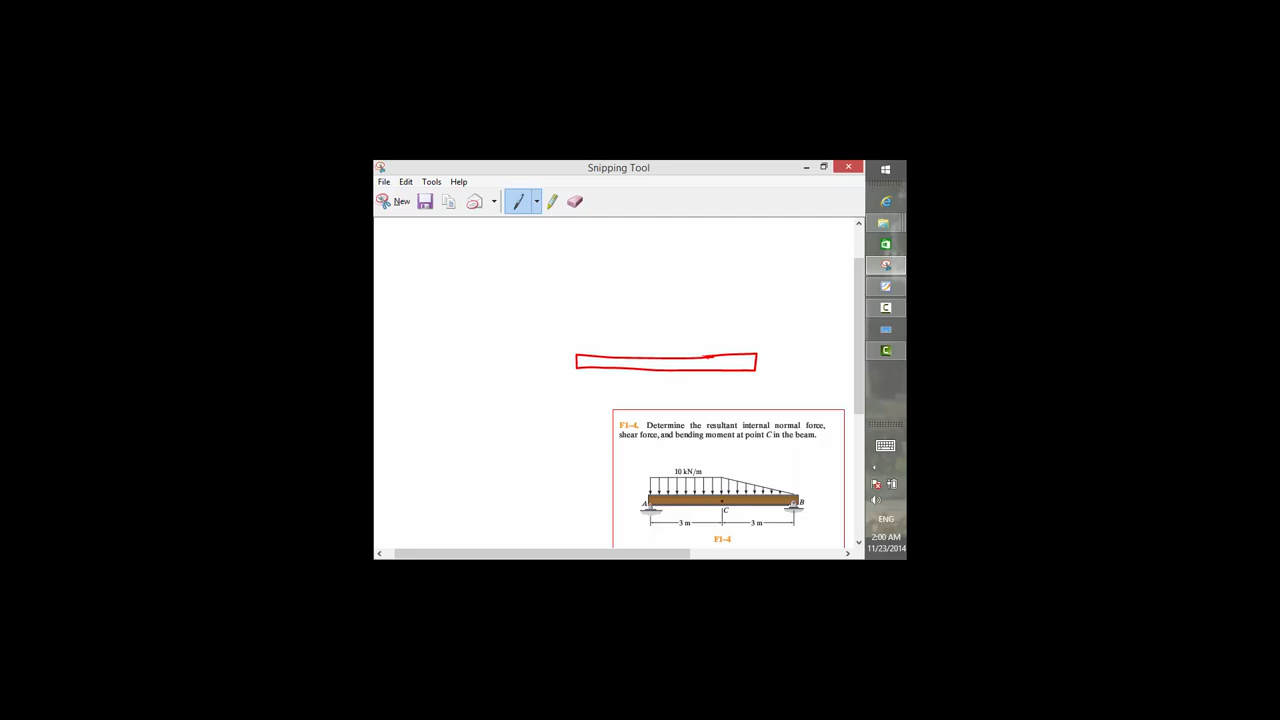 Snipping Tool
File Edit Tools Help
New
F1–4. Determine the resultant internal normal force,
shear force, and bending moment at point C in the beam.
10 kN/m
A
B
C
3 m
3 m
F1–4
ENG
2:00 AM
11/23/2014